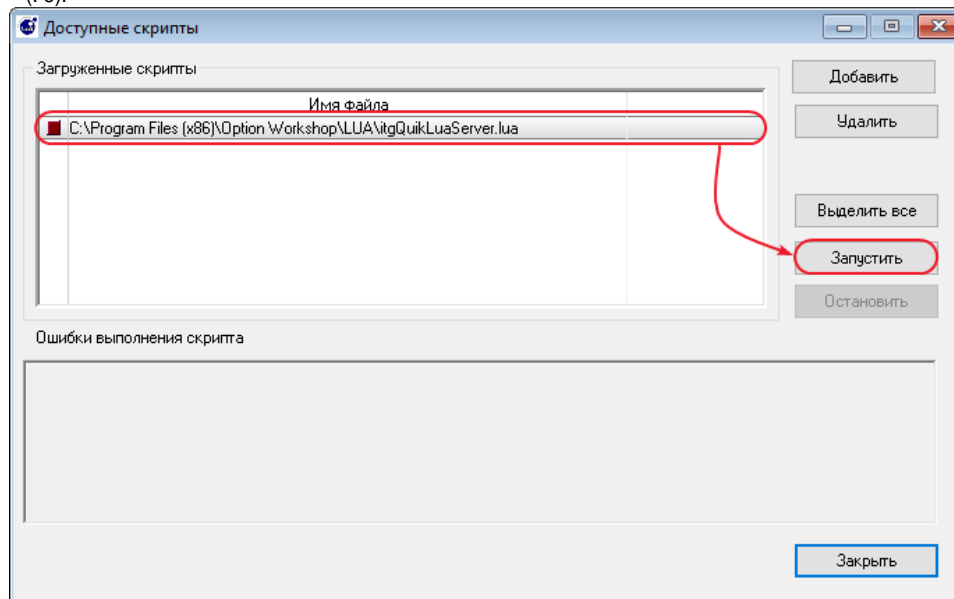 Доступные скрипты
Загруженные скрипты
Добавить
Имя файла
C:\Program Files (x86)\Option Workshop\LUA\itgQuikLuaServer.lua
Удалить
Выделить все
Запустить
Остановить
Ошибки выполнения скрипта
Закрыть